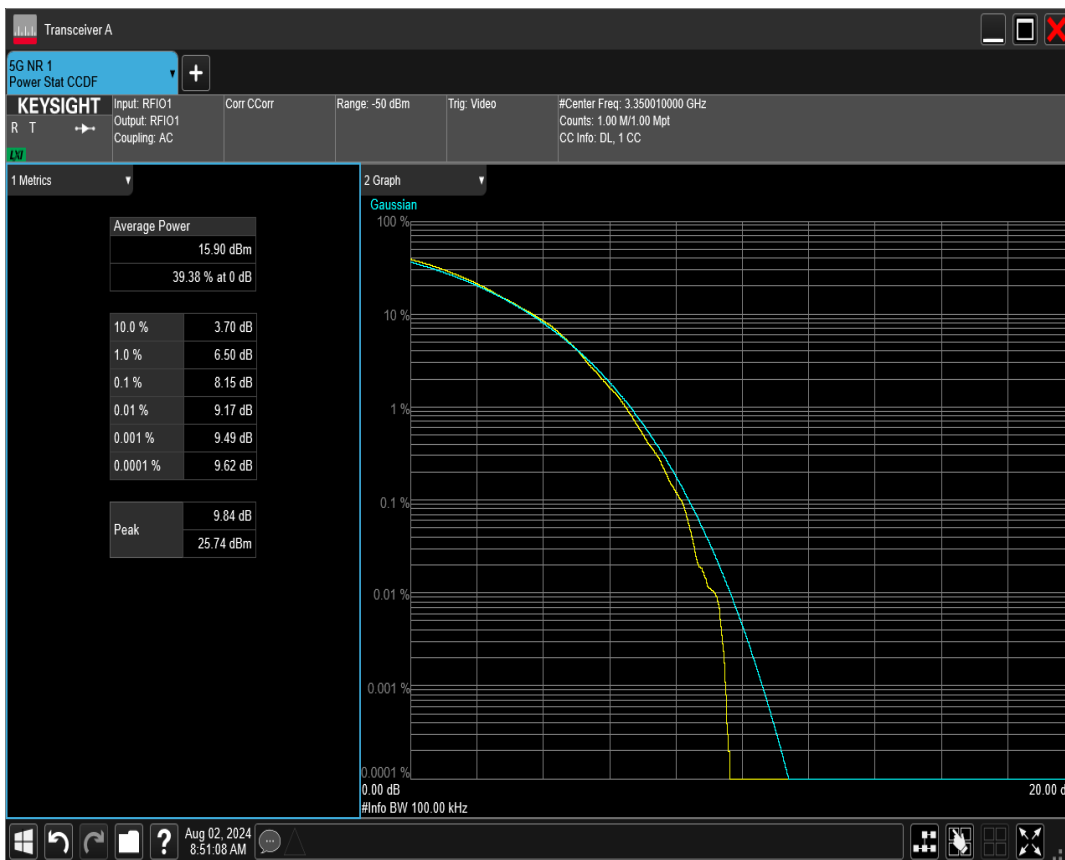 Transceiver A
5G NR 1
Power Stat CCDF
+
KEYSIGHT
R T
LXI
Input: RFIO1
Output: RFIO1
Coupling: AC
Corr CCorr
Range: -50 dBm
Trig: Video
#Center Freq: 3.350010000 GHz
Counts: 1.00 M/1.00 Mpt
CC Info: DL, 1 CC
1 Metrics
Average Power
15.90 dBm
39.38 % at 0 dB
10.0 % 3.70 dB
1.0 % 6.50 dB
0.1 % 8.15 dB
0.01 % 9.17 dB
0.001 % 9.49 dB
0.0001 % 9.62 dB
Peak 9.84 dB
25.74 dBm
2 Graph
Gaussian
100 %
10 %
1 %
0.1 %
0.01 %
0.001 %
0.0001 %
0.00 dB
20.00 d
#Info BW 100.00 kHz
?
Aug 02, 2024
8:51:08 AM